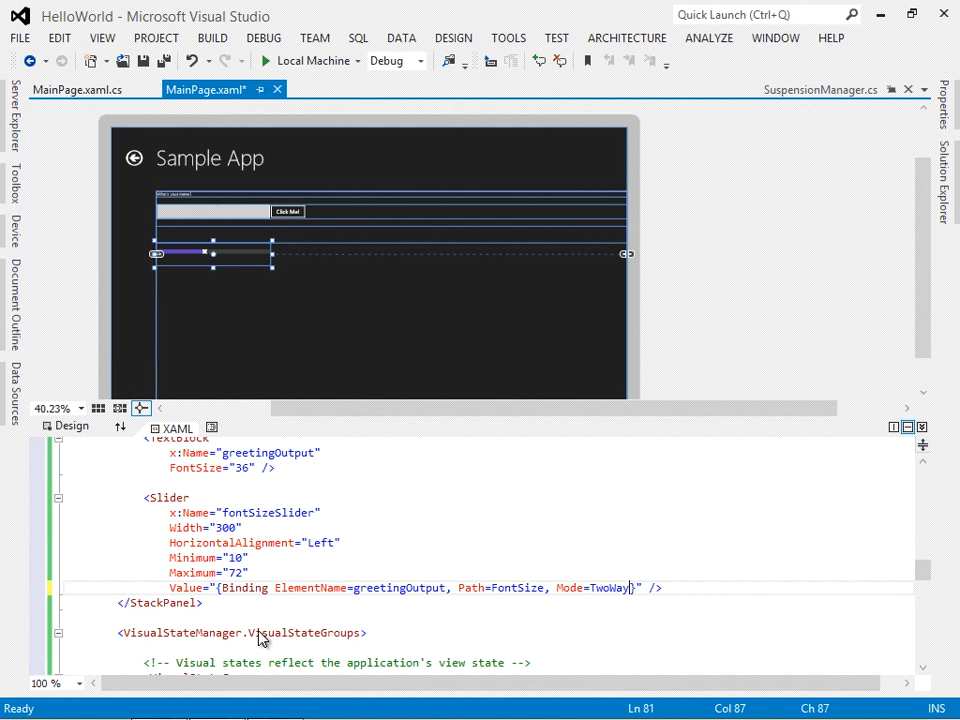 HelloWorld - Microsoft Visual Studio
Quick Launch (Ctrl+Q)
FILE EDIT VIEW PROJECT BUILD DEBUG TEAM SQL DATA DESIGN TOOLS TEST ARCHITECTURE ANALYZE WINDOW HELP
Local Machine Debug
MainPage.xaml.cs MainPage.xaml* SuspensionManager.cs
Server Explorer
Toolbox
Device
Document Outline
Data Sources
Properties
Solution Explorer
Sample App
What's your name?
Click Me!
40.23%
Design XAML
<TextBlock
x:Name="greetingOutput"
FontSize="36" />
<Slider
x:Name="fontSizeSlider"
Width="300"
HorizontalAlignment="Left"
Minimum="10"
Maximum="72"
Value="{Binding ElementName=greetingOutput, Path=FontSize, Mode=TwoWay}" />
</StackPanel>
<VisualStateManager.VisualStateGroups>
<!-- Visual states reflect the application's view state -->
100 %
Ready Ln 81 Col 87 Ch 87 INS